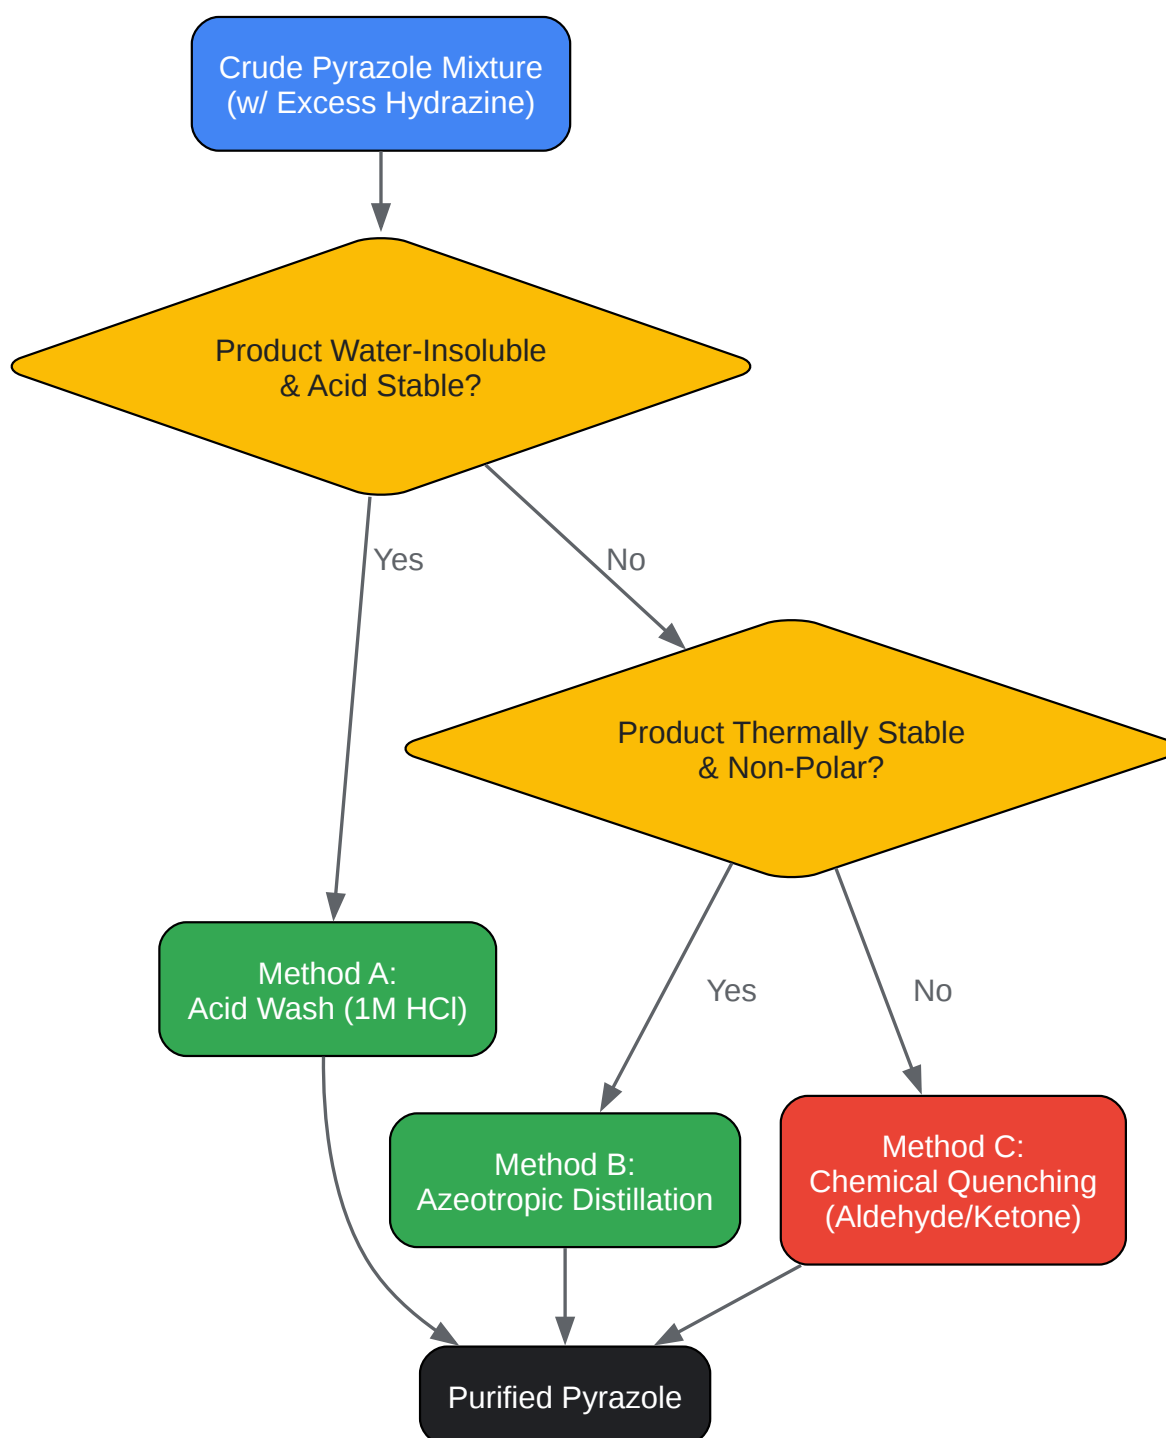 Crude Pyrazole Mixture
(w/ Excess Hydrazine)
Product Water-Insoluble
& Acid Stable?
Yes
No
Product Thermally Stable
& Non-Polar?
Method A:
Acid Wash (1M HCl)
Yes
No
Method B:
Azeotropic Distillation
Method C:
Chemical Quenching
(Aldehyde/Ketone)
Purified Pyrazole